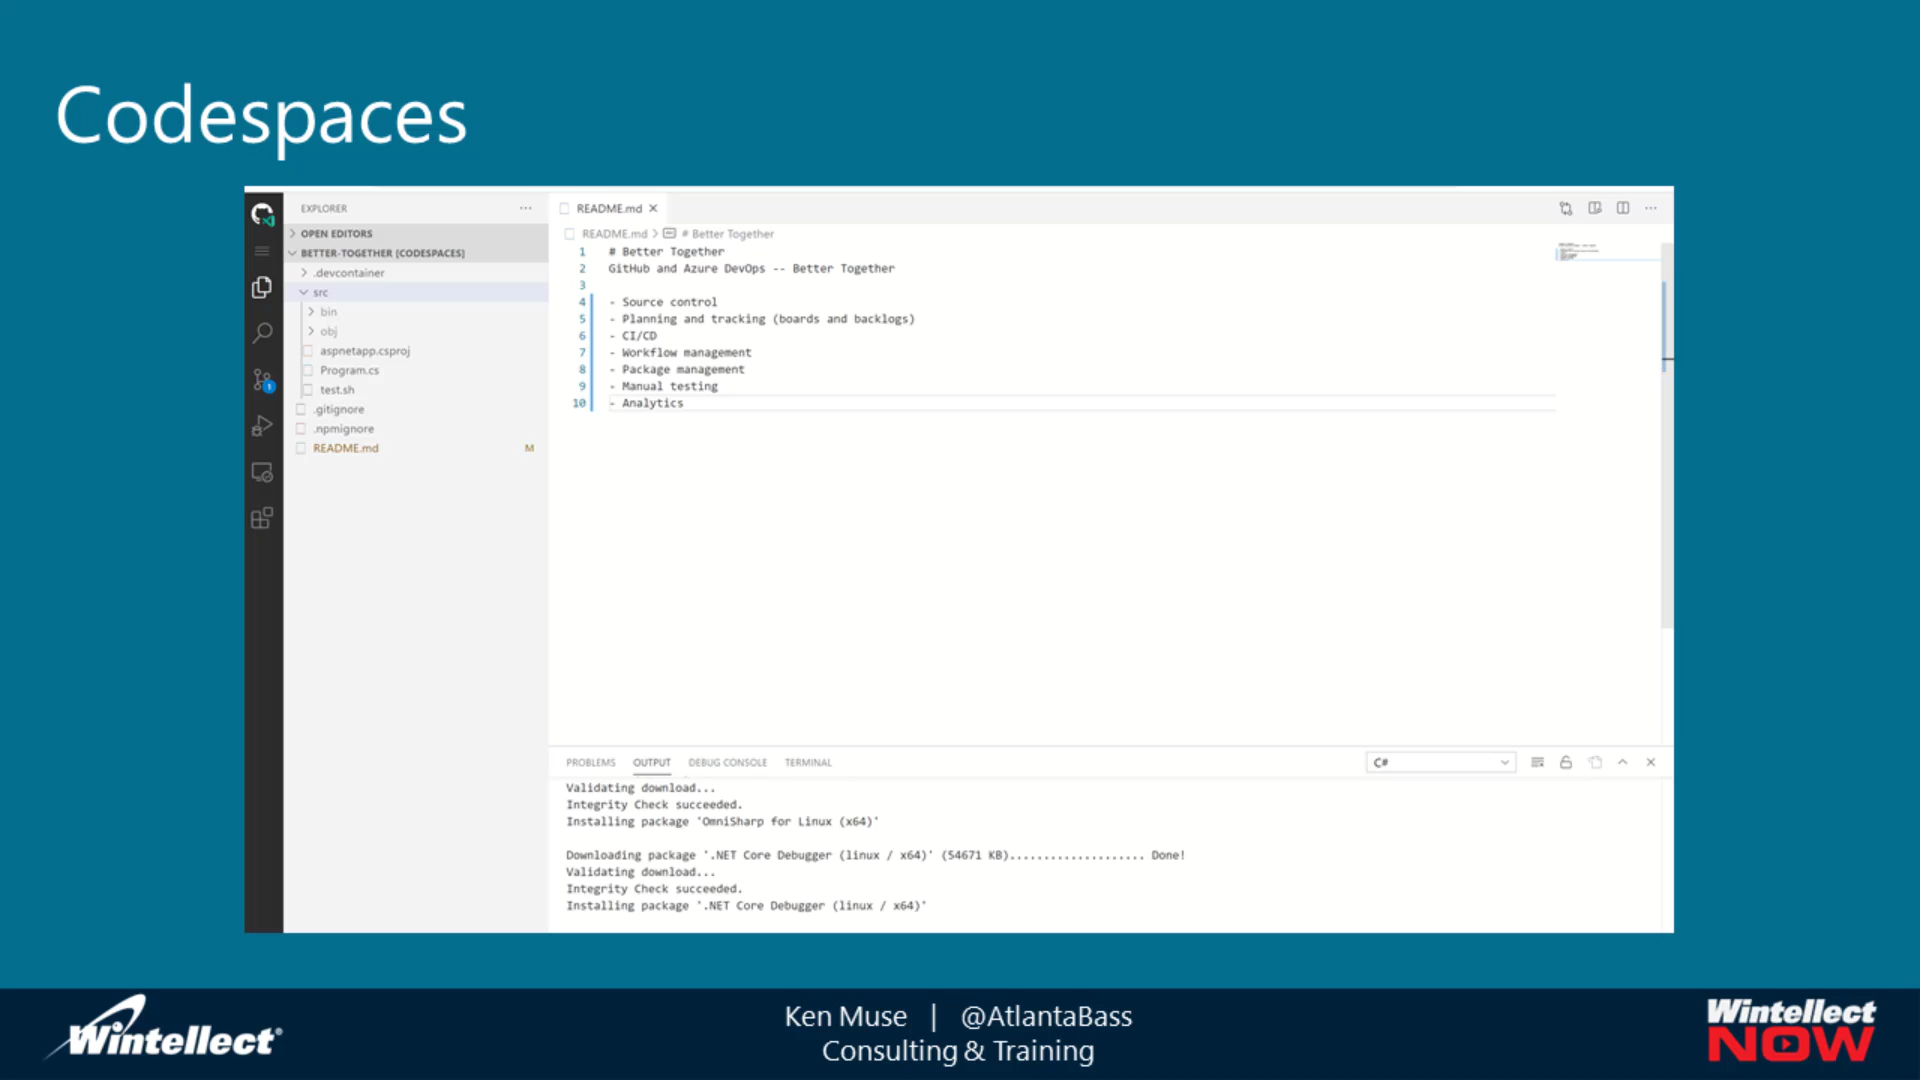 Codespaces
EXPLORER
OPEN EDITORS
BETTER-TOGETHER [CODESPACES]
.devcontainer
src
bin
obj
aspnetapp.csproj
Program.cs
test.sh
.gitignore
.npmignore
README.md M
1
README.md
README.md > # Better Together
1 # Better Together
2 GitHub and Azure DevOps -- Better Together
3
4 - Source control
5 - Planning and tracking (boards and backlogs)
6 - CI/CD
7 - Workflow management
8 - Package management
9 - Manual testing
10 - Analytics
PROBLEMS OUTPUT DEBUG CONSOLE TERMINAL C#
Validating download...
Integrity Check succeeded.
Installing package 'OmniSharp for Linux (x64)'
Downloading package '.NET Core Debugger (linux / x64)' (54671 KB).................... Done!
Validating download...
Integrity Check succeeded.
Installing package '.NET Core Debugger (linux / x64)'
Wintellect®
Ken Muse | @AtlantaBass
Consulting & Training
Wintellect
NOW